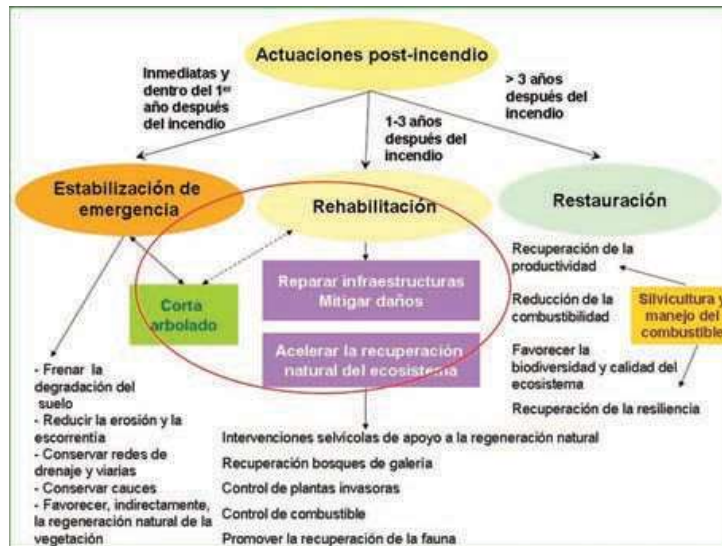 Actuaciones post-incendio
Inmediatas y
dentro del 1er
año después
del incendio
1-3 años
después del
incendio
> 3 años
después del
incendio
Estabilización de
emergencia
Rehabilitación
Restauración
Corta
arbolado
Reparar infraestructuras
Mitigar daños
Acelerar la recuperación
natural del ecosistema
Recuperación de la
productividad
Reducción de la
combustibilidad
Favorecer la
biodiversidad y calidad del
ecosistema
Recuperación de la resiliencia
Silvicultura y
manejo del
combustible
- Frenar la
degradación del
suelo
- Reducir la erosión y la
escorrentia
- Conservar redes de
drenaje y viarias
- Conservar cauces
- Favorecer, indirectamente,
la regeneración natural de la
vegetación
Intervenciones selvícolas de apoyo a la regeneración natural
Recuperación bosques de galería
Control de plantas invasoras
Control de combustible
Promover la recuperación de la fauna